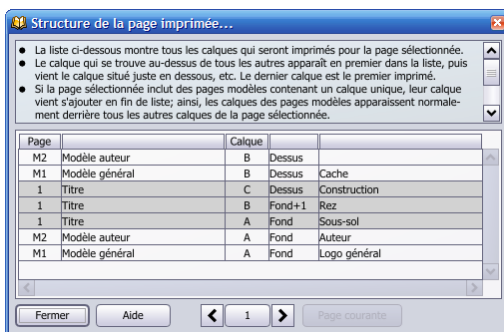 Structure de la page imprimée...
• La liste ci-dessous montre tous les calques qui seront imprimés pour la page sélectionnée.
• Le calque qui se trouve au-dessus de tous les autres apparaît en premier dans la liste, puis
vient le calque situé juste en dessous, etc. Le dernier calque est le premier imprimé.
• Si la page sélectionnée inclut des pages modèles contenant un calque unique, leur calque
vient s'ajouter en fin de liste; ainsi, les calques des pages modèles apparaissent normale-
ment derrière tous les autres calques de la page sélectionnée.
Page Calque
M2 Modèle auteur B Dessus
M1 Modèle général B Dessus Cache
1 Titre C Dessus Construction
1 Titre B Fond+1 Rez
1 Titre A Fond Sous-sol
M2 Modèle auteur A Fond Auteur
M1 Modèle général A Fond Logo général
Fermer Aide 1 Page courante